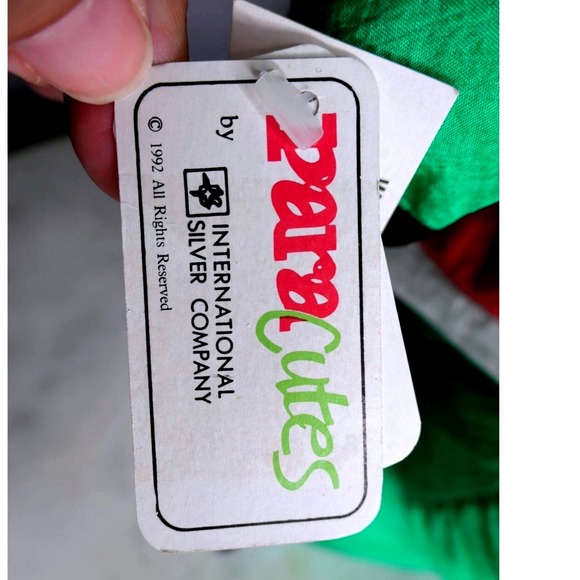 paraCutes
by
INTERNATIONAL
SILVER COMPANY
© 1992 All Rights Reserved